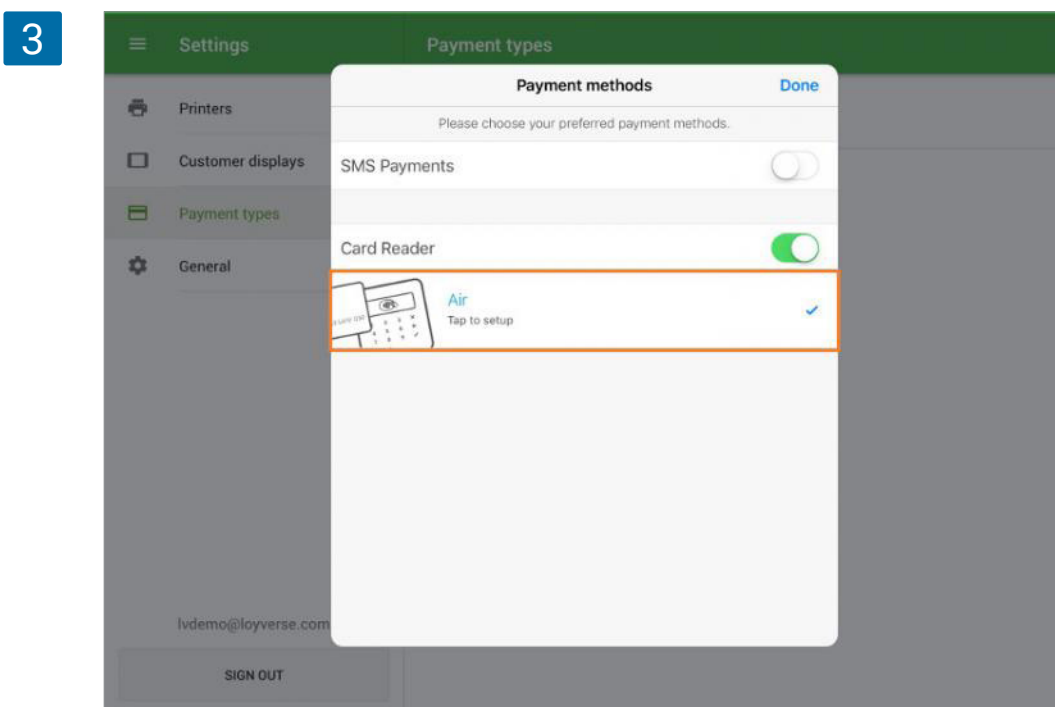 3
Settings
Payment types
Payment methods
Done
Please choose your preferred payment methods.
Printers
Customer displays
Payment types
General
SMS Payments
Card Reader
Air
Tap to setup
lvdemo@loyverse.com
SIGN OUT